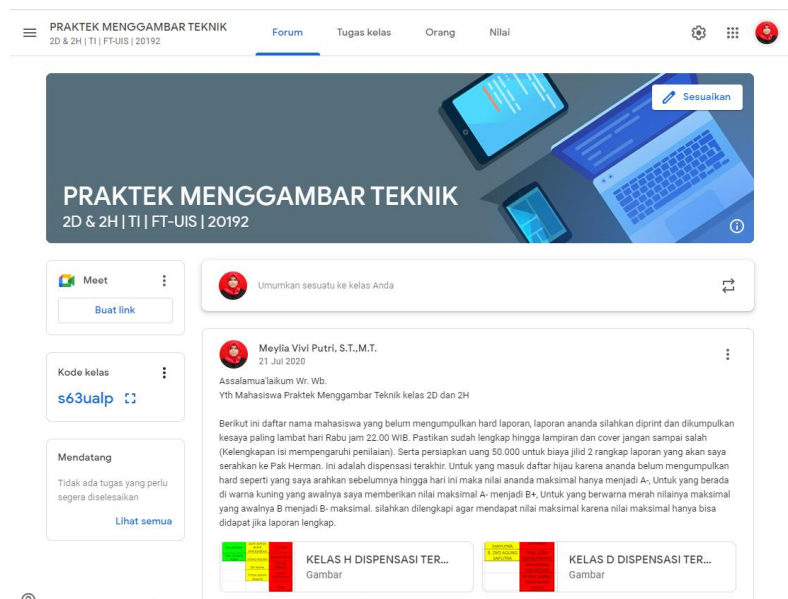 PRAKTEK MENGGAMBAR TEKNIK
2D & 2H | TI | FT-UIS | 20192
Forum
Tugas kelas
Orang
Nilai
Sesuaikan
PRAKTEK MENGGAMBAR TEKNIK
2D & 2H | TI | FT-UIS | 20192
Meet
Buat link
Umumkan sesuatu ke kelas Anda
Kode kelas
s63ualp
Mendatang
Tidak ada tugas yang perlu
segera diselesaikan
Lihat semua
Meylia Vivi Putri, S.T.,M.T.
21 Jul 2020
Assalamua'laikum Wr. Wb.
Yth Mahasiswa Praktek Menggambar Teknik kelas 2D dan 2H
Berikut ini daftar nama mahasiswa yang belum mengumpulkan hard laporan, laporan ananda silahkan diprint dan dikumpulkan
kesaya paling lambat hari Rabu jam 22.00 WIB. Pastikan sudah lengkap hingga lampiran dan cover jangan sampai salah
(Kelengkapan isi mempengaruhi penilaian). Serta persiapkan uang 50.000 untuk biaya jilid 2 rangkap laporan yang akan saya
serahkan ke Pak Herman. Ini adalah dispensasi terakhir. Untuk yang masuk daftar hijau karena ananda belum mengumpulkan
hard seperti yang saya arahkan sebelumnya hingga hari ini maka nilai ananda maksimal hanya menjadi A-, Untuk yang berada
di warna kuning yang awalnya saya memberikan nilai maksimal A- menjadi B+, Untuk yang berwarna merah nilainya maksimal
yang awalnya B menjadi B- maksimal. silahkan dilengkapi agar mendapat nilai maksimal karena nilai maksimal hanya bisa
didapat jika laporan lengkap.
KELAS H DISPENSASI TER...
Gambar
KELAS D DISPENSASI TER...
Gambar